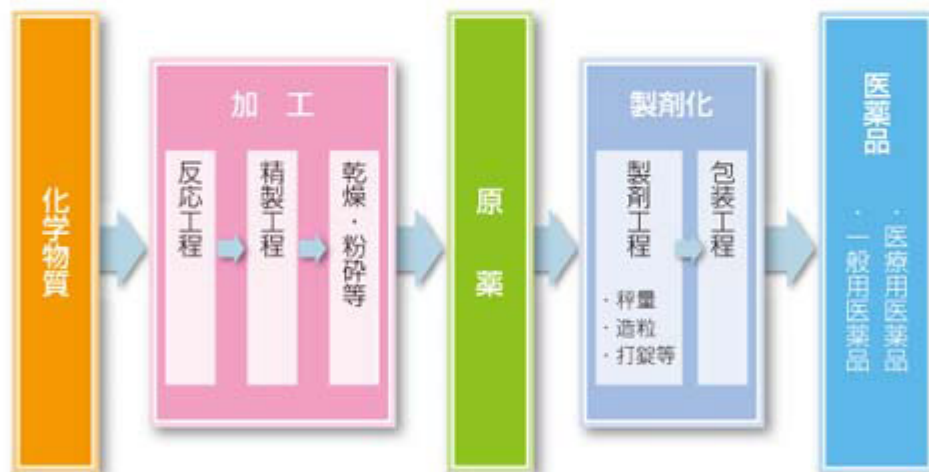 化学物質
加 工
反応工程
精製工程
乾燥・粉砕等
原 薬
製剤化
製剤工程
・秤量
・造粒
・打錠等
包装工程
医薬品
・医療用医薬品
・一般用医薬品